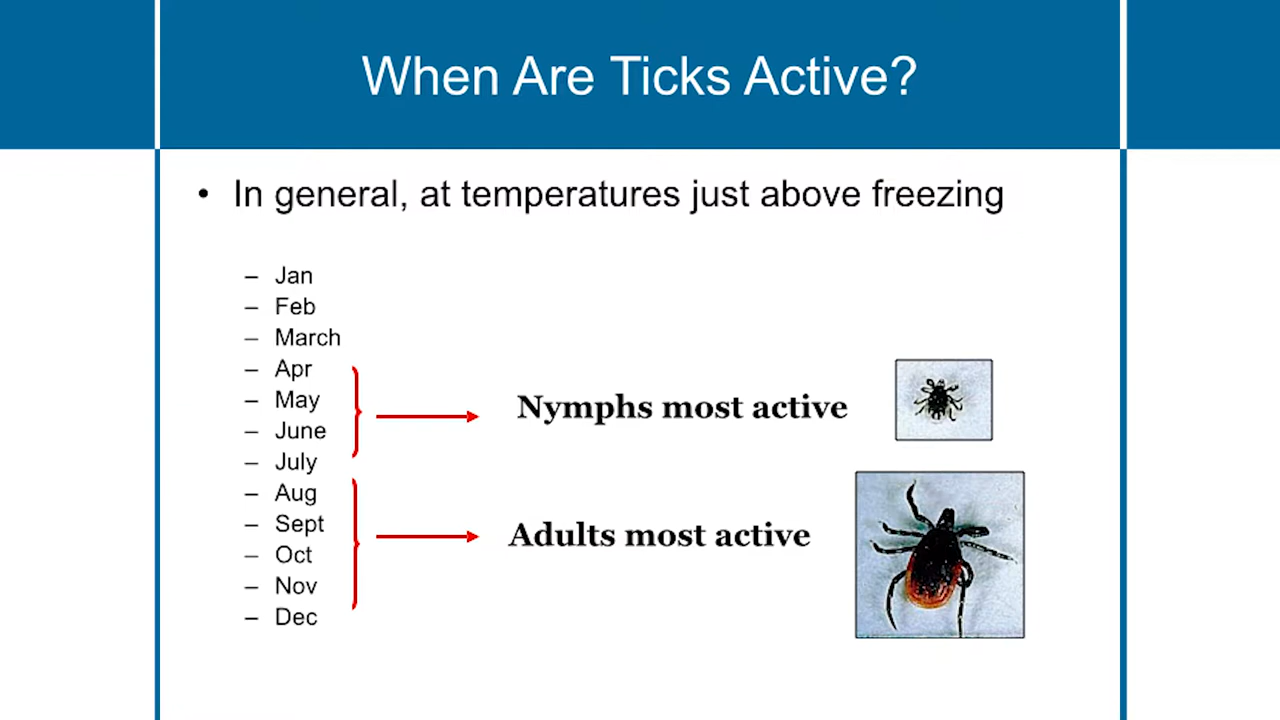 When Are Ticks Active?
• In general, at temperatures just above freezing
– Jan
– Feb
– March
– Apr
– May
– June
– July
– Aug
– Sept
– Oct
– Nov
– Dec
Nymphs most active
Adults most active